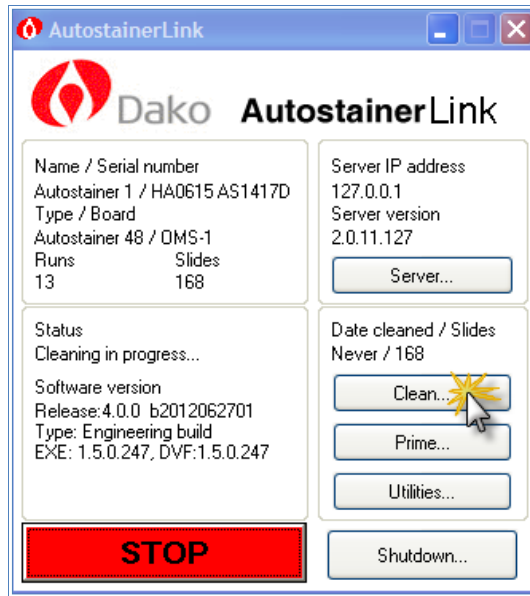 AutostainerLink
Dako AutostainerLink
Name / Serial number
Autostainer 1 / HA0615 AS1417D
Type / Board
Autostainer 48 / OMS-1
Runs Slides
13 168
Server IP address
127.0.0.1
Server version
2.0.11.127
Server...
Status
Cleaning in progress...
Software version
Release:4.0.0 b2012062701
Type: Engineering build
EXE: 1.5.0.247, DVF:1.5.0.247
Date cleaned / Slides
Never / 168
Clean...
Prime...
Utilities...
STOP
Shutdown...